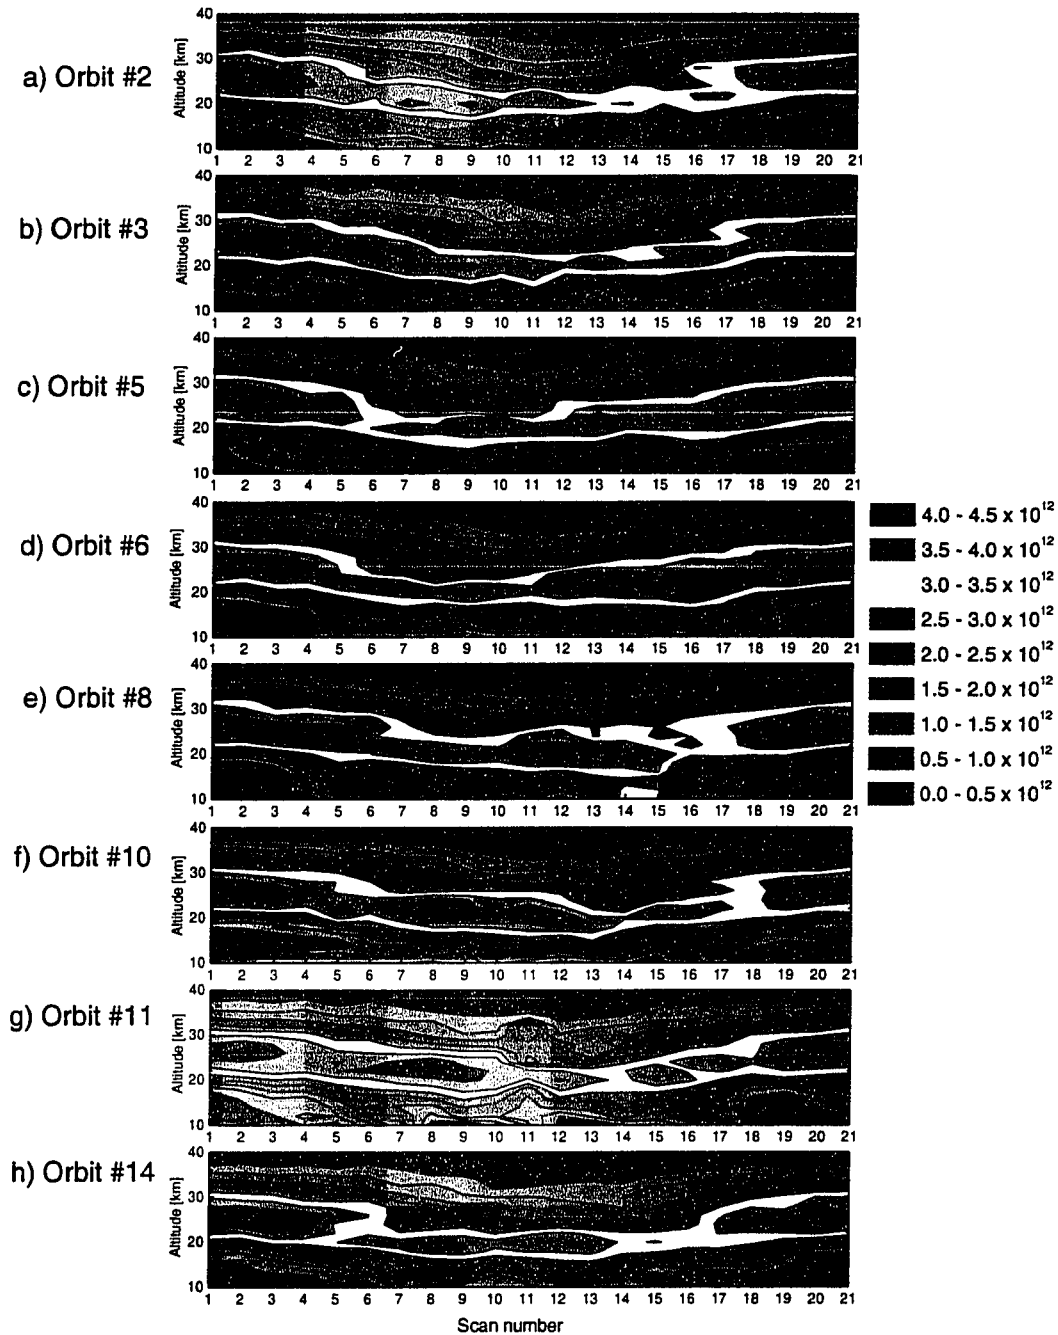 40
a) Orbit #2
Altitude [km]
30
20
10
1 2 3 4 5 6 7 8 9 10 11 12 13 14 15 16 17 18 19 20 21
40
b) Orbit #3
Altitude [km]
30
20
10
1 2 3 4 5 6 7 8 9 10 11 12 13 14 15 16 17 18 19 20 21
40
c) Orbit #5
Altitude [km]
30
20
10
1 2 3 4 5 6 7 8 9 10 11 12 13 14 15 16 17 18 19 20 21
40
d) Orbit #6
Altitude [km]
30
20
10
1 2 3 4 5 6 7 8 9 10 11 12 13 14 15 16 17 18 19 20 21
4.0 - 4.5 x 10¹²
3.5 - 4.0 x 10¹²
3.0 - 3.5 x 10¹²
2.5 - 3.0 x 10¹²
2.0 - 2.5 x 10¹²
1.5 - 2.0 x 10¹²
1.0 - 1.5 x 10¹²
0.5 - 1.0 x 10¹²
0.0 - 0.5 x 10¹²
40
e) Orbit #8
Altitude [km]
30
20
10
1 2 3 4 5 6 7 8 9 10 11 12 13 14 15 16 17 18 19 20 21
40
f) Orbit #10
Altitude [km]
30
20
10
1 2 3 4 5 6 7 8 9 10 11 12 13 14 15 16 17 18 19 20 21
40
g) Orbit #11
Altitude [km]
30
20
10
1 2 3 4 5 6 7 8 9 10 11 12 13 14 15 16 17 18 19 20 21
40
h) Orbit #14
Altitude [km]
30
20
10
1 2 3 4 5 6 7 8 9 10 11 12 13 14 15 16 17 18 19 20 21
Scan number